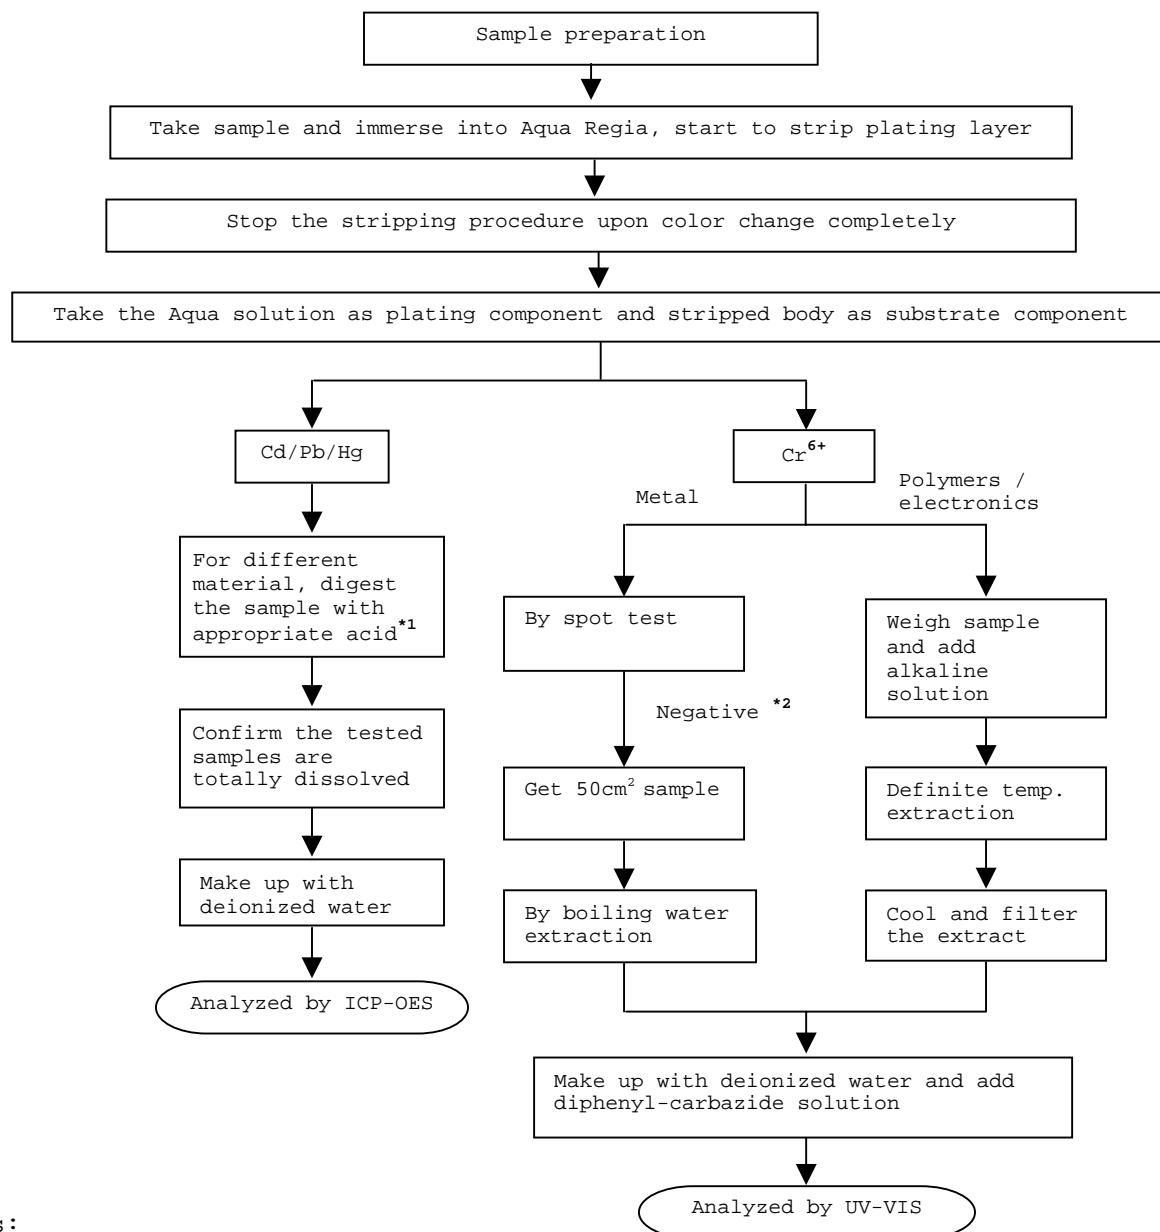 Sample preparation
Take sample and immerse into Aqua Regia, start to strip plating layer
Stop the stripping procedure upon color change completely
Take the Aqua solution as plating component and stripped body as substrate component
Cd/Pb/Hg
Cr6+
Metal
Polymers /
electronics
For different
material, digest
the sample with
appropriate acid*1
By spot test
Weigh sample
and add
alkaline
solution
Negative *2
Confirm the tested
samples are
totally dissolved
Get 50cm2 sample
Definite temp.
extraction
Make up with
deionized water
By boiling water
extraction
Cool and filter
the extract
Analyzed by ICP-OES
Make up with deionized water and add
diphenyl-carbazide solution
Analyzed by UV-VIS
s: